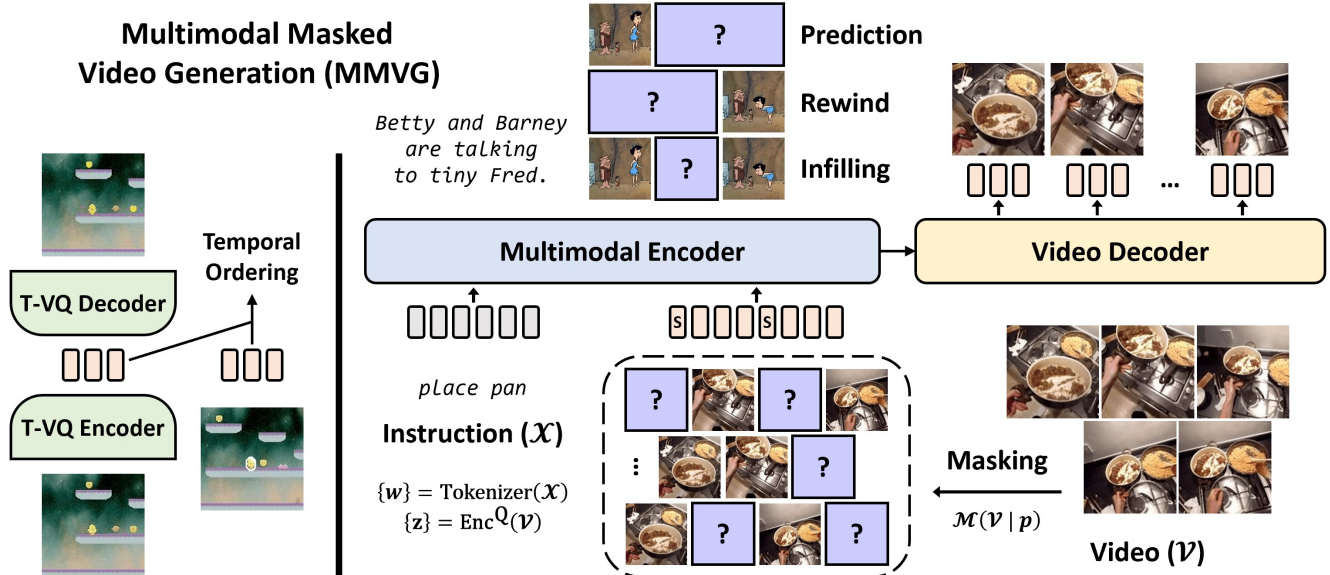 Multimodal Masked
Video Generation (MMVG)
T-VQ Decoder
T-VQ Encoder
Temporal
Ordering
Betty and Barney
are talking
to tiny Fred.
? Prediction
? Rewind
? Infilling
Multimodal Encoder
Video Decoder
...
S S
place pan
Instruction (𝒳)
{𝒘} = Tokenizer(𝒳)
{𝐳} = Enc^Q(𝒱)
? ?
⋮ ?
? ?
Masking
ℳ(𝒱 | 𝒑)
Video (𝒱)